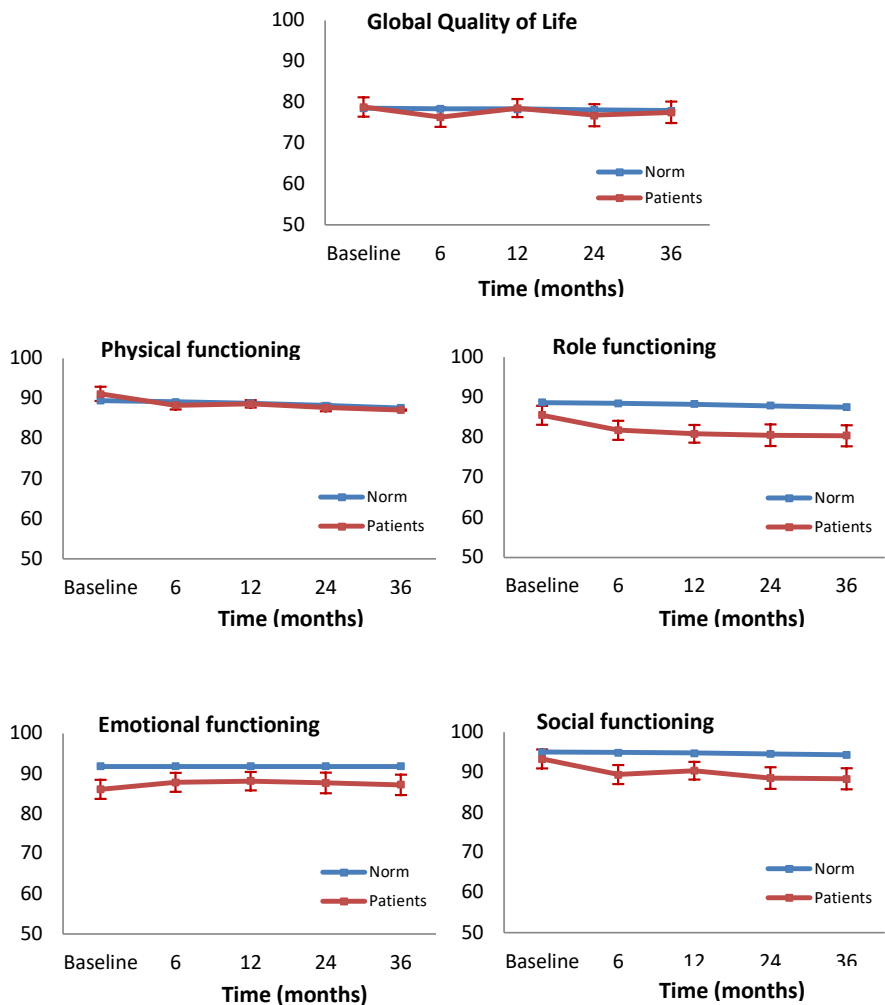 Global Quality of Life
100
90
80
70
60
50
Norm
Patients
Baseline 6 12 24 36
Time (months)
Physical functioning
100
90
80
70
60
50
Norm
Patients
Baseline 6 12 24 36
Time (months)
Role functioning
100
90
80
70
60
50
Norm
Patients
Baseline 6 12 24 36
Time (months)
Emotional functioning
100
90
80
70
60
50
Norm
Patients
Baseline 6 12 24 36
Time (months)
Social functioning
100
90
80
70
60
50
Norm
Patients
Baseline 6 12 24 36
Time (months)